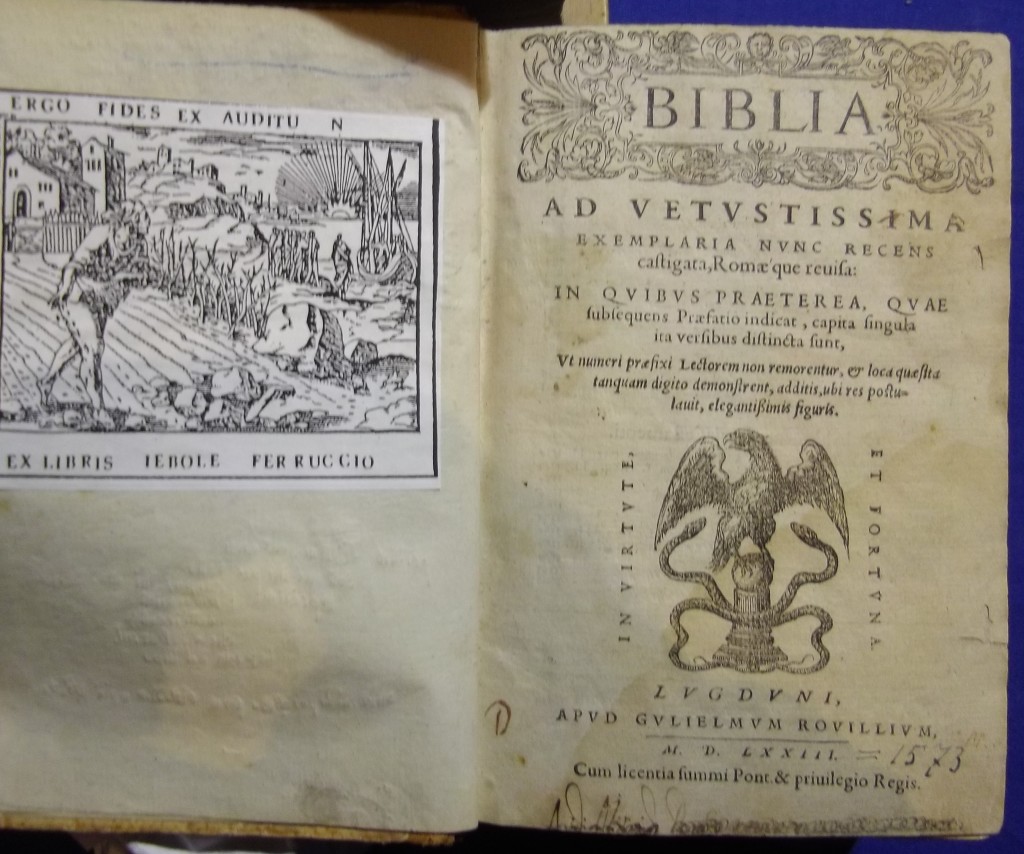 ERGO FIDES EX AUDITU N
EX LIBRIS IEBOLE FERRUCCIO
BIBLIA
AD VETVSTISSIMA
EXEMPLARIA NVNC RECENS
caſtigata, Romǽque reuiſa:
IN QVIBVS PRAETEREA, QVAE
ſubſequens Præfatio indicat, capita ſingula
ita verſibus diſtincta ſunt,
Vt numeri præfixi Lectorem non remorentur, & loca quæſita
tanquam digito demonſtrent, additis, ubi res poſtu-
lauit, elegantiſſimis figuris.
IN VIRTVTE,
ET FORTVNA
LVGDVNI,
APVD GVLIELMVM ROVILLIVM,
M. D. LXXIII. = 1573
Cum licentia ſummi Pont. & priuilegio Regis.